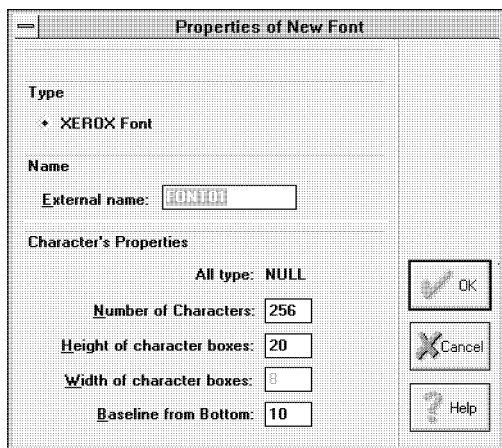 Properties of New Font
Type
XEROX Font
Name
External name: FONT01
Character's Properties
All type: NULL
Number of Characters: 256
Height of character boxes: 20
Width of character boxes: 8
Baseline from Bottom: 10
OK
Cancel
Help